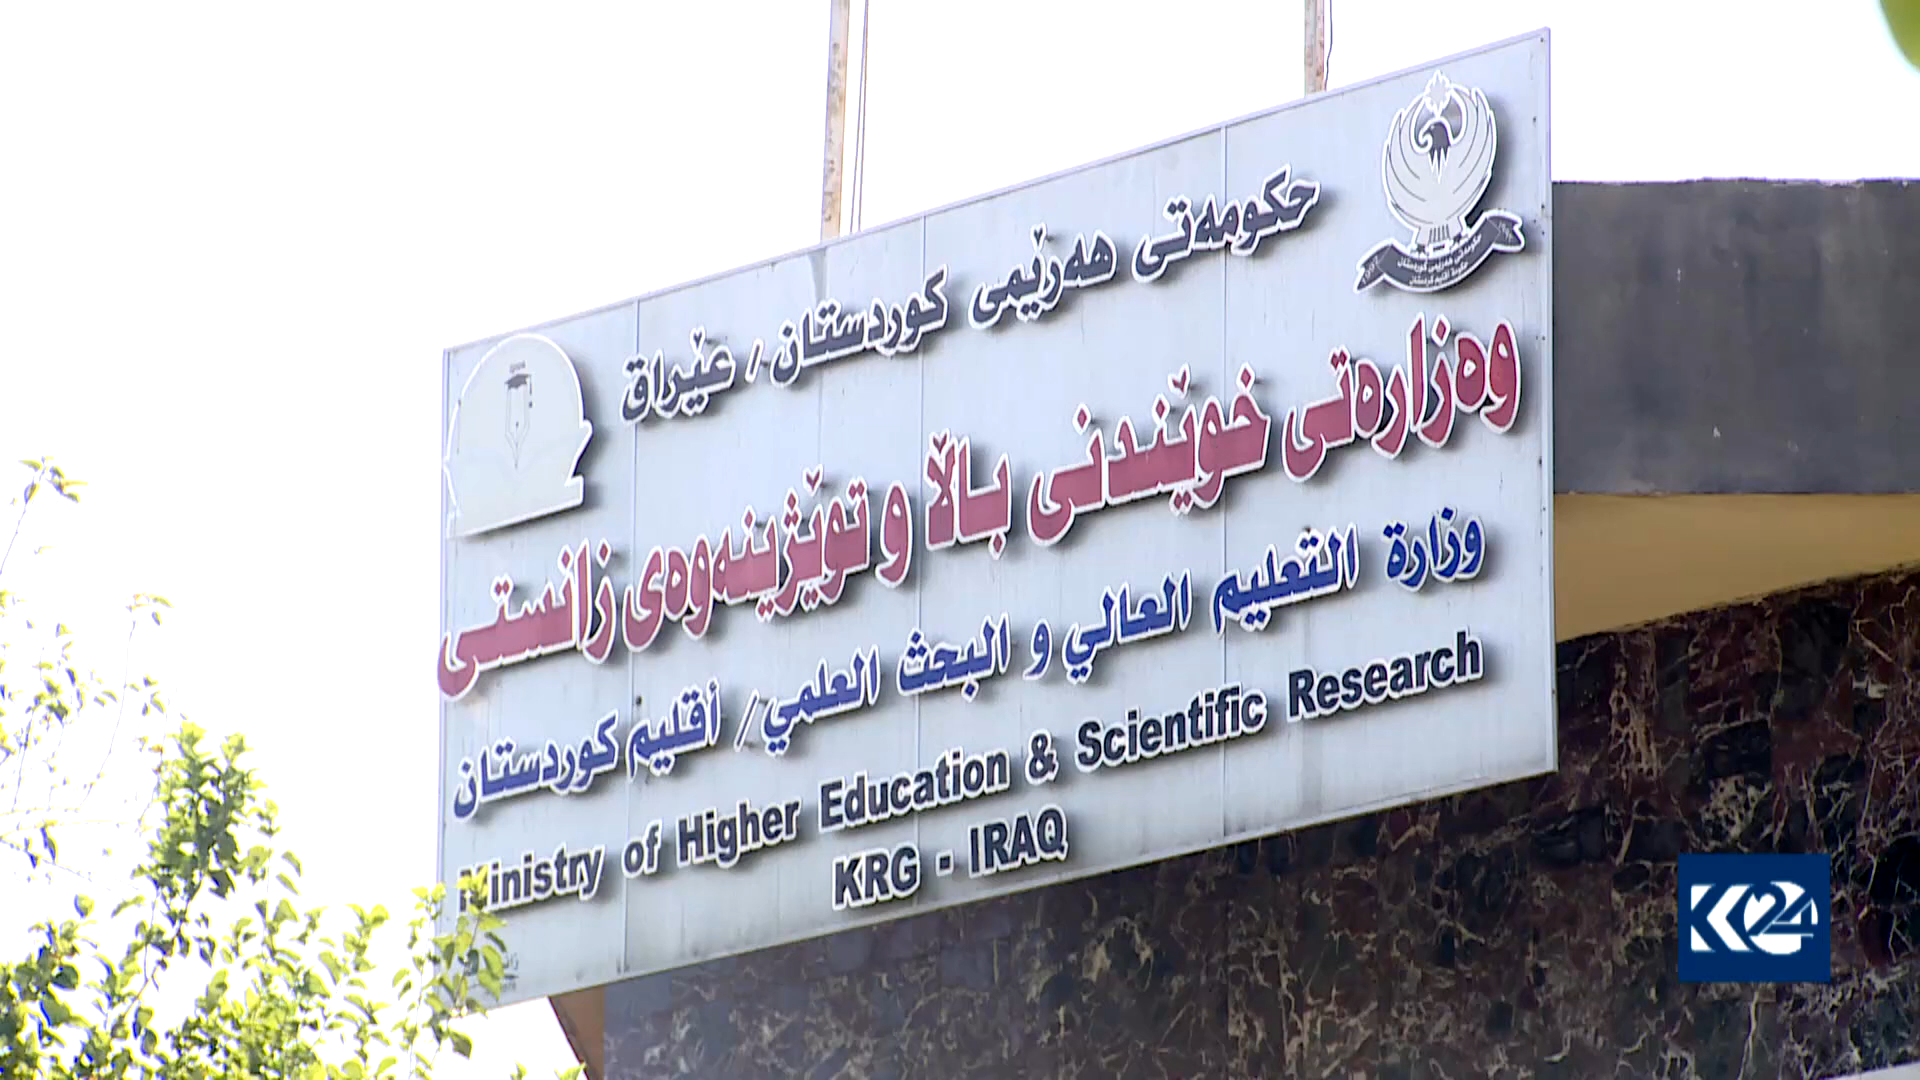 حکومەتی هەرێمی کوردستان / عێراق
وەزارەتی خوێندنی باڵا و توێژینەوەی زانستی
وزارة التعليم العالي و البحث العلمي / أقليم كوردستان
Ministry of Higher Education & Scientific Research
KRG - IRAQ
K24